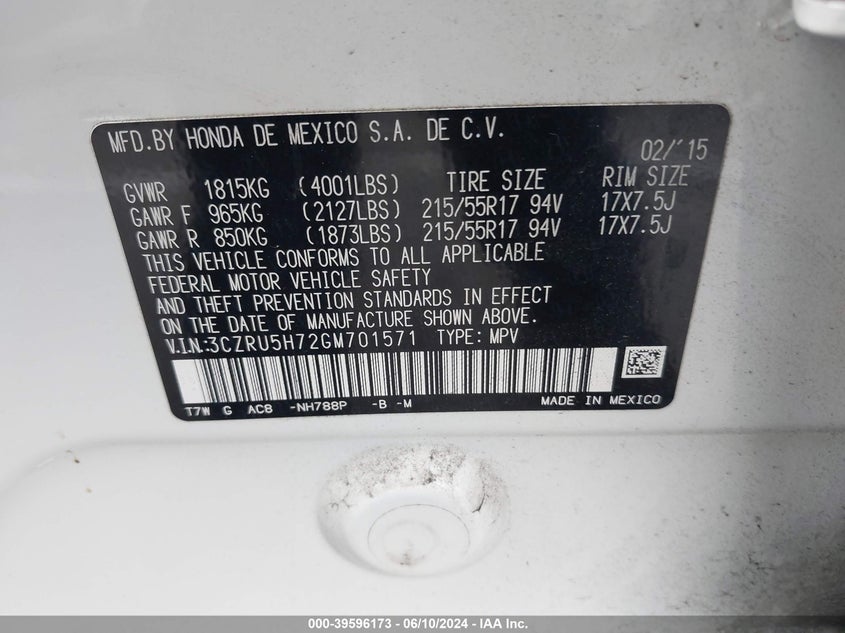 MFD.BY HONDA DE MEXICO S.A. DE C.V.
02/'15
GVWR 1815KG (4001LBS) TIRE SIZE RIM SIZE
GAWR F 965KG (2127LBS) 215/55R17 94V 17X7.5J
GAWR R 850KG (1873LBS) 215/55R17 94V 17X7.5J
THIS VEHICLE CONFORMS TO ALL APPLICABLE
FEDERAL MOTOR VEHICLE SAFETY
AND THEFT PREVENTION STANDARDS IN EFFECT
ON THE DATE OF MANUFACTURE SHOWN ABOVE.
V.I.N.:3CZRU5H72GM701571 TYPE: MPV
T7W G AC8 -NH788P -B -M MADE IN MEXICO
000-39596173 - 06/10/2024 - IAA Inc.